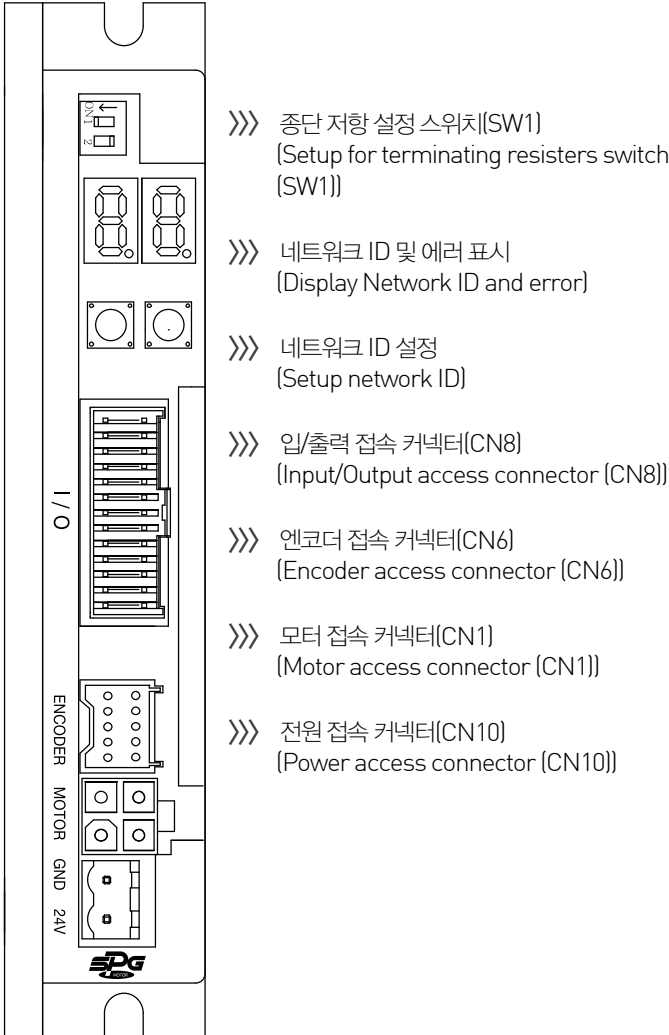 ON
1
2
I / O
ENCODER
MOTOR
GND
24V
SPG
MOTOR
》》 종단 저항 설정 스위치(SW1)
(Setup for terminating resisters switch
(SW1))
》》 네트워크 ID 및 에러 표시
(Display Network ID and error)
》》 네트워크 ID 설정
(Setup network ID)
》》 입/출력 접속 커넥터(CN8)
(Input/Output access connector (CN8))
》》 엔코더 접속 커넥터(CN6)
(Encoder access connector (CN6))
》》 모터 접속 커넥터(CN1)
(Motor access connector (CN1))
》》 전원 접속 커넥터(CN10)
(Power access connector (CN10))